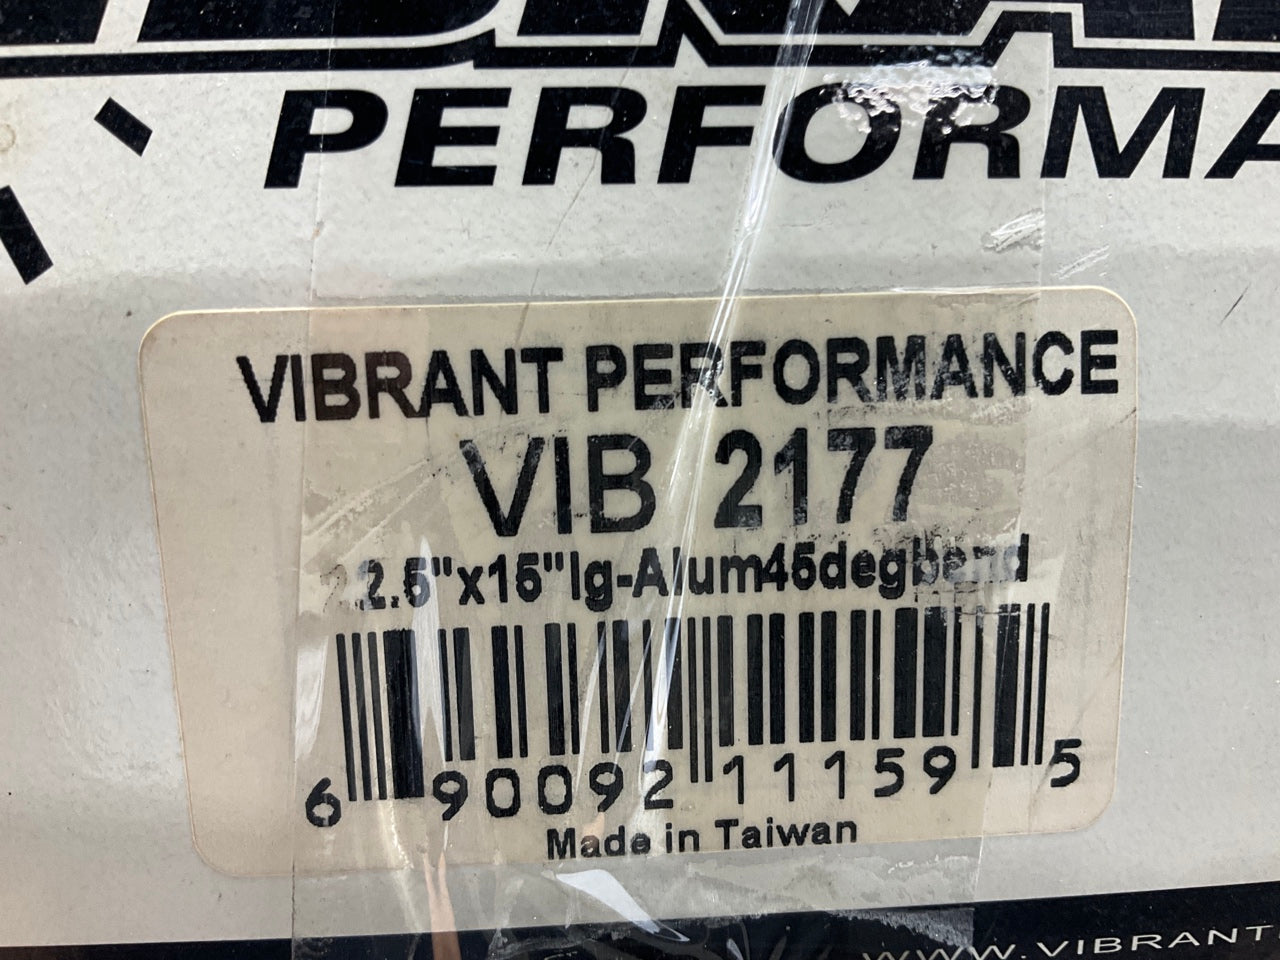 PERFORMA
VIBRANT PERFORMANCE
VIB 2177
2.5"x15"lg-Alum45degbend
6 90092 11159 5
Made in Taiwan
WWW.VIBRANT